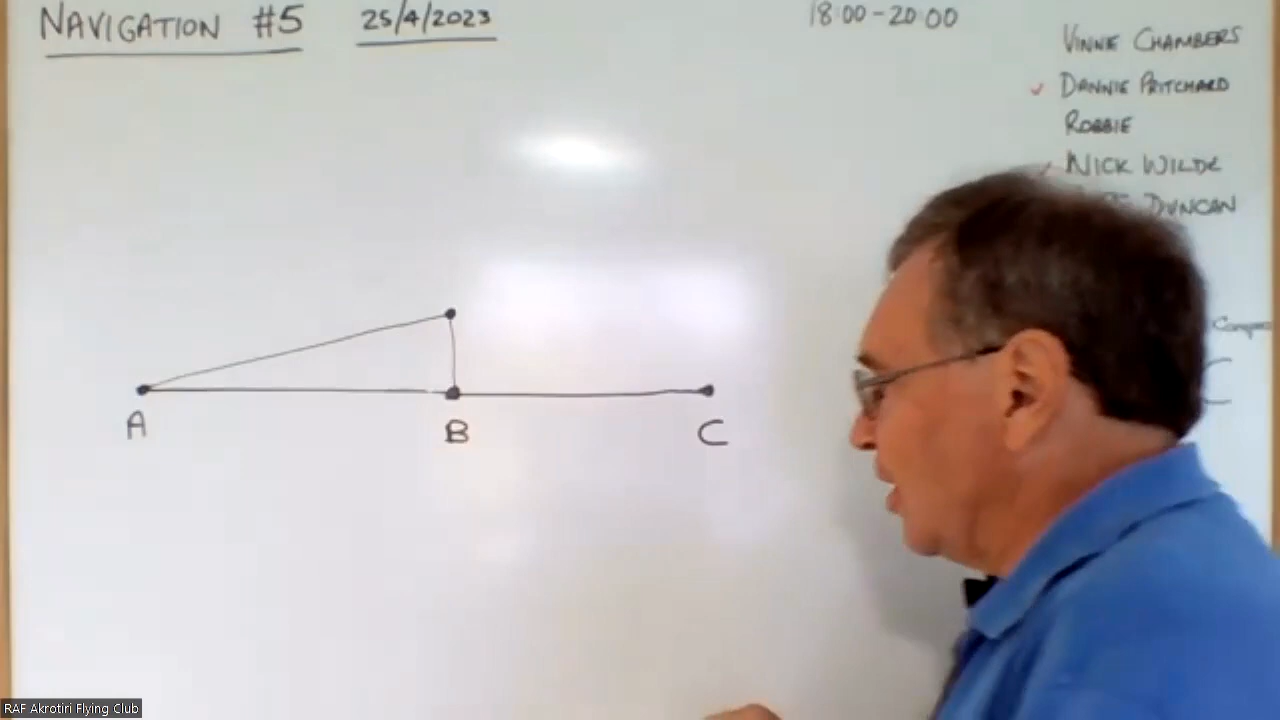 NAVIGATION #5 25/4/2023 18:00-20:00
VINNIE CHAMBERS
✓ DANNIE PRITCHARD
ROBBIE
✓ NICK WILDE
DUNCAN
A B C
RAF Akrotiri Flying Club